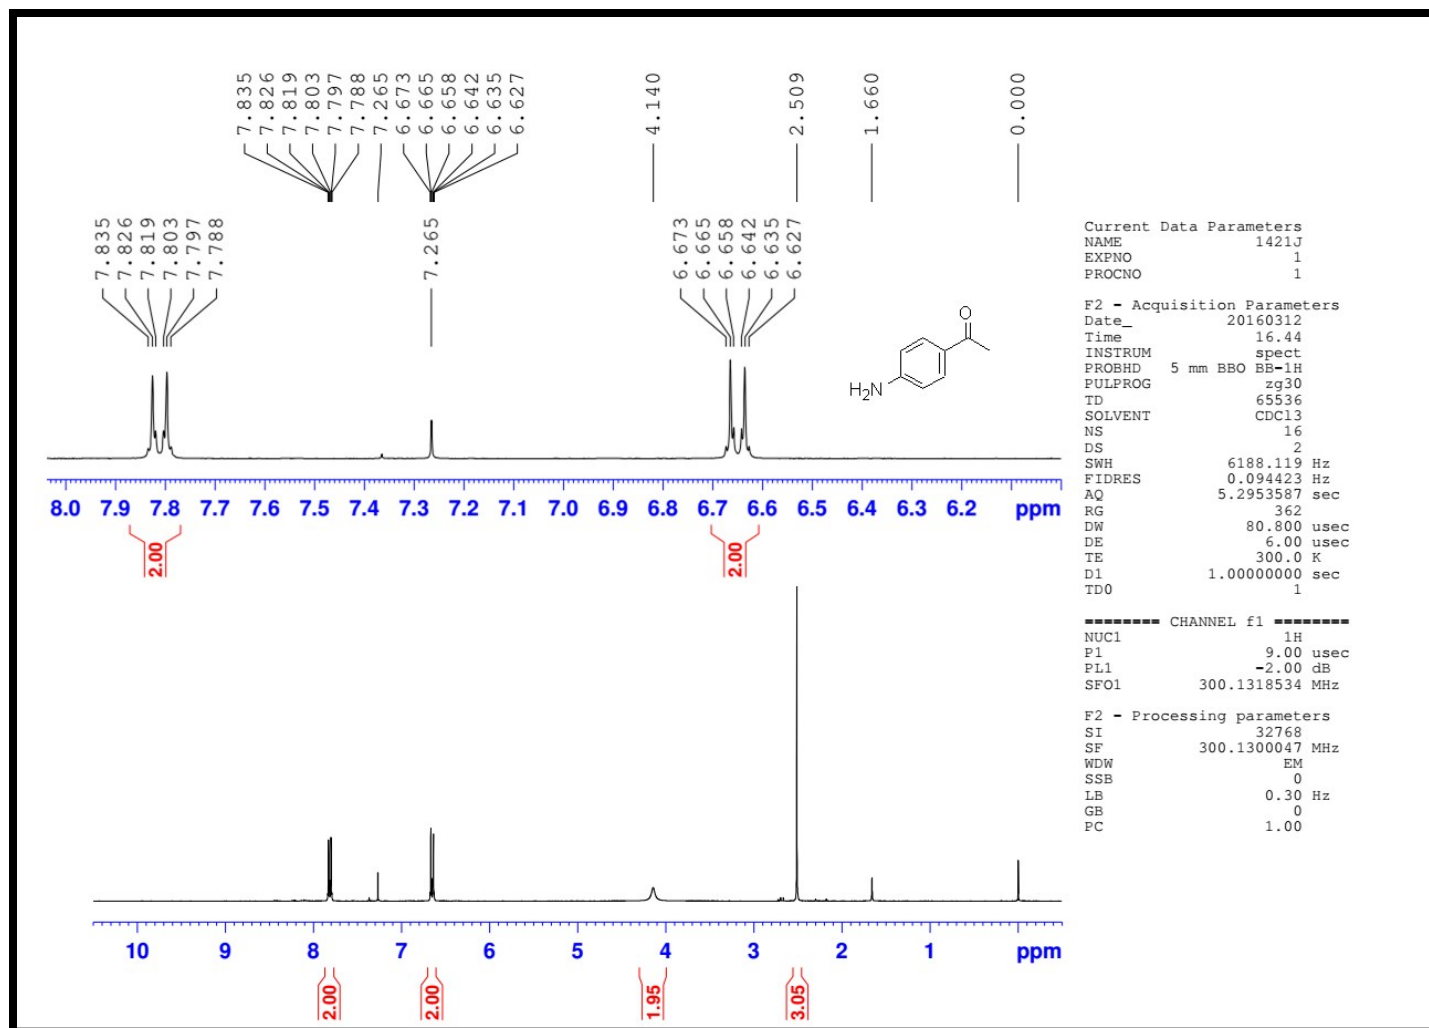 7.835
7.826
7.819
7.803
7.797
7.788
7.265
6.673
6.665
6.658
6.642
6.635
6.627
4.140
2.509
1.660
0.000
7.835
7.826
7.819
7.803
7.797
7.788
7.265
6.673
6.665
6.658
6.642
6.635
6.627
O
H2N
8.0 7.9 7.8 7.7 7.6 7.5 7.4 7.3 7.2 7.1 7.0 6.9 6.8 6.7 6.6 6.5 6.4 6.3 6.2 ppm
2.00
2.00
10 9 8 7 6 5 4 3 2 1 ppm
2.00
2.00
1.95
3.05
Current Data Parameters
NAME 1421J
EXPNO 1
PROCNO 1
F2 - Acquisition Parameters
Date_ 20160312
Time 16.44
INSTRUM spect
PROBHD 5 mm BBO BB-1H
PULPROG zg30
TD 65536
SOLVENT CDCl3
NS 16
DS 2
SWH 6188.119 Hz
FIDRES 0.094423 Hz
AQ 5.2953587 sec
RG 362
DW 80.800 usec
DE 6.00 usec
TE 300.0 K
D1 1.00000000 sec
TD0 1
======== CHANNEL f1 ========
NUC1 1H
P1 9.00 usec
PL1 -2.00 dB
SFO1 300.1318534 MHz
F2 - Processing parameters
SI 32768
SF 300.1300047 MHz
WDW EM
SSB 0
LB 0.30 Hz
GB 0
PC 1.00